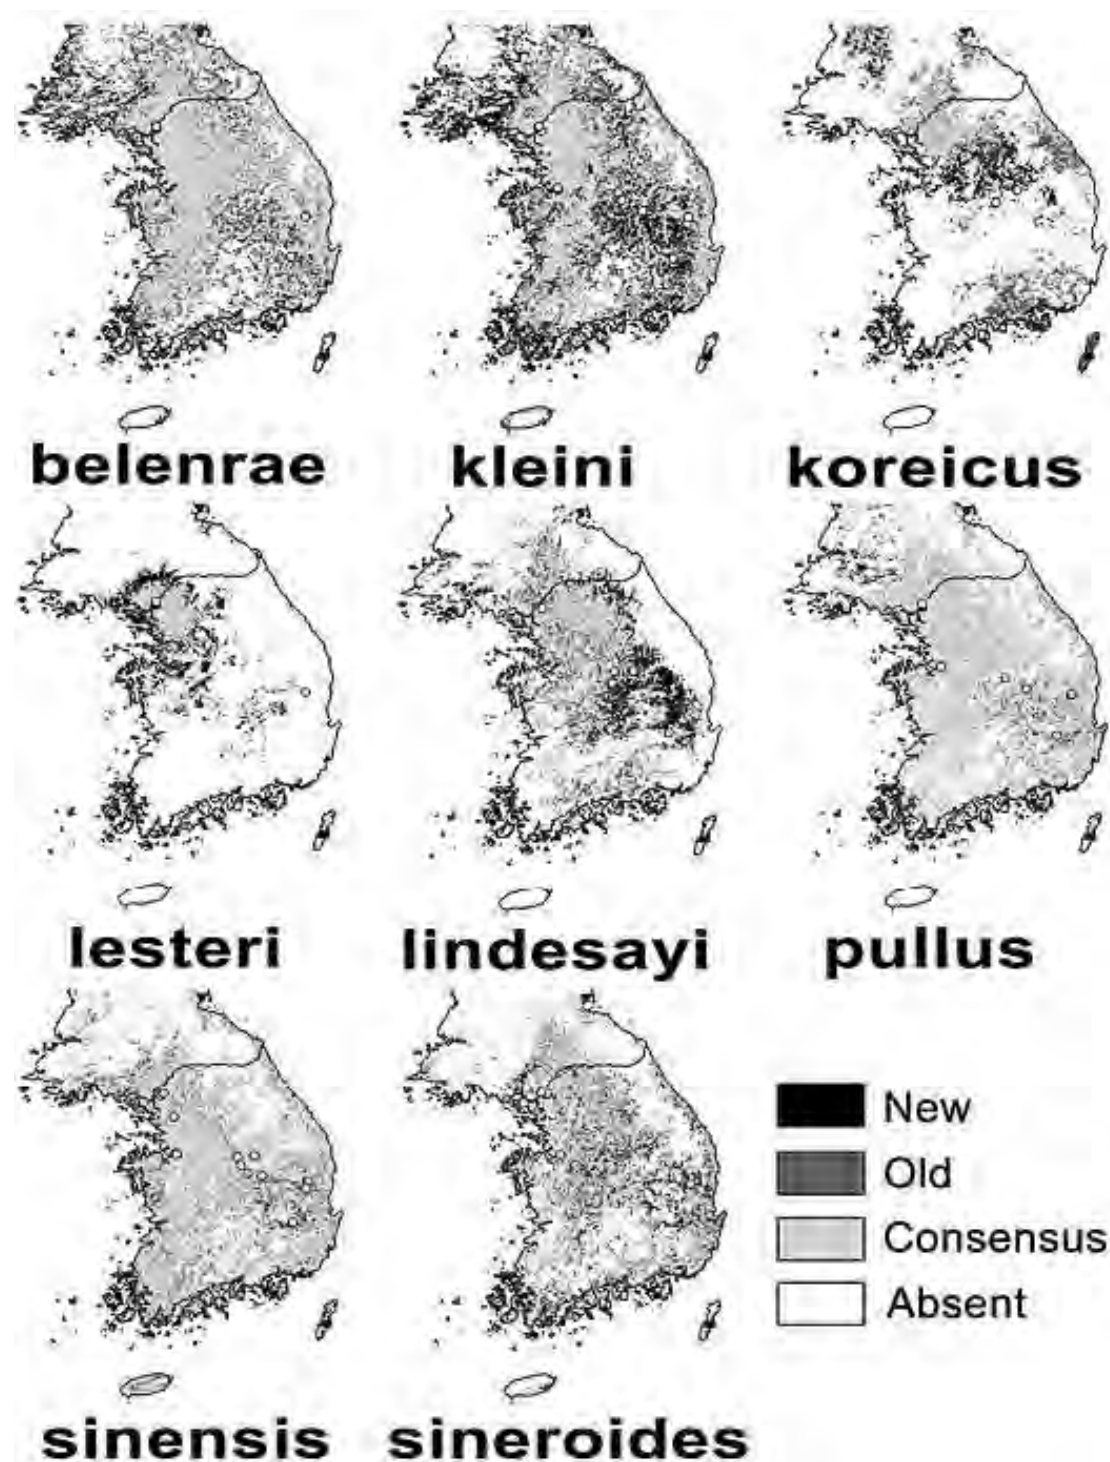 belenrae kleini koreicus
lesteri lindesayi pullus
New
Old
Consensus
Absent
sinensis sineroides